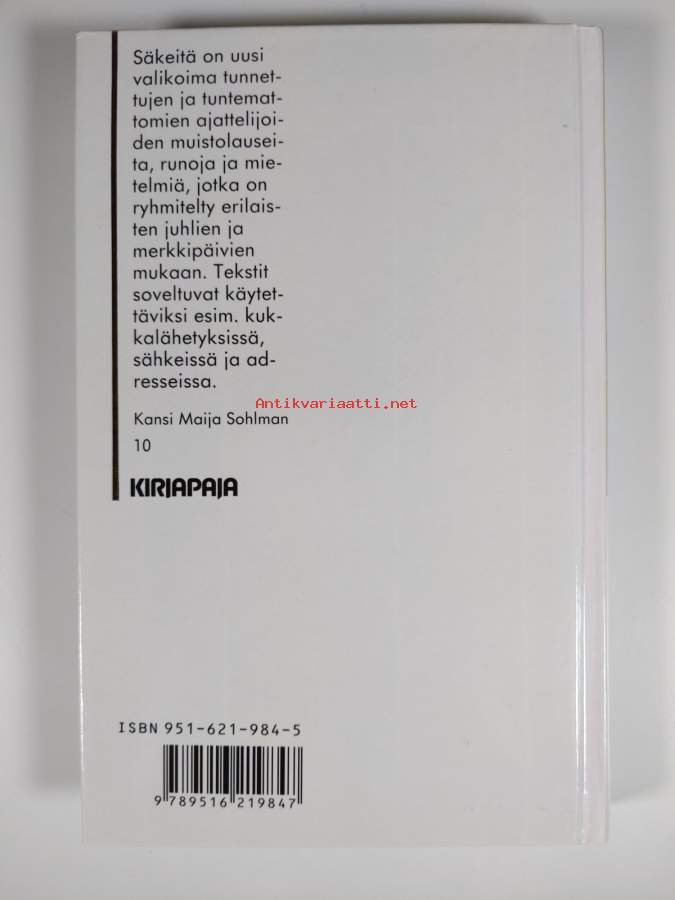 Säkeitä on uusi
valikoima tunnet-
tujen ja tuntemat-
tomien ajattelijoi-
den muistolausei-
ta, runoja ja mie-
telmiä, jotka on
ryhmitelty erilais-
ten juhlien ja
merkkipäivien
mukaan. Tekstit
soveltuvat käytet-
täviksi esim. kuk-
kalähetyksissä,
sähkeissä ja ad-
resseissa.
Antikvariaatti.net
Kansi Maija Sohlman
10
KIRJAPAJA
ISBN 951-621-984-5
9 789516 219847